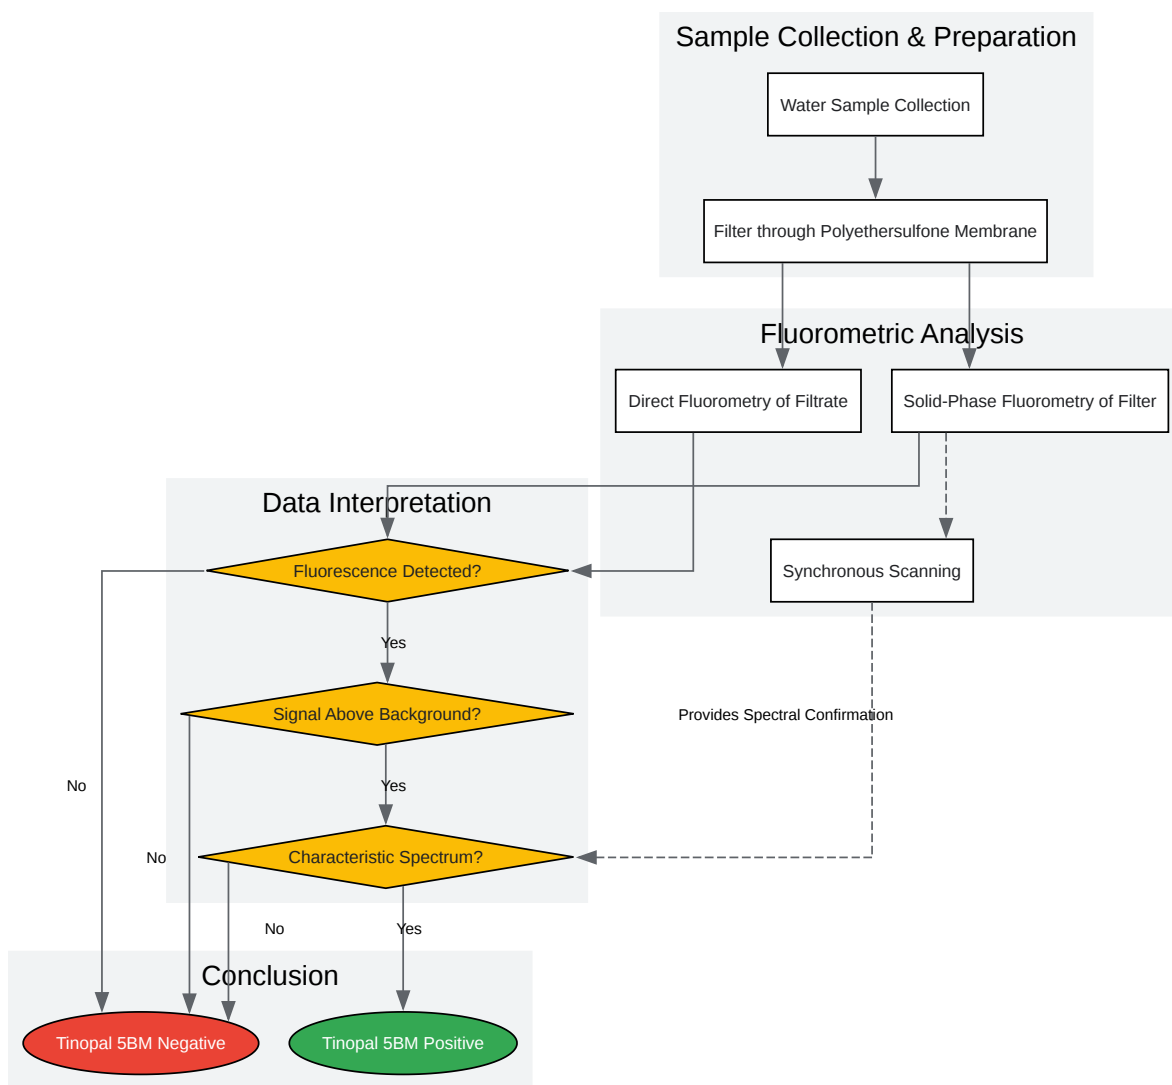 Sample Collection & Preparation
Water Sample Collection
Filter through Polyethersulfone Membrane
Fluorometric Analysis
Direct Fluorometry of Filtrate
Solid-Phase Fluorometry of Filter
Data Interpretation
Fluorescence Detected?
Synchronous Scanning
Yes
Signal Above Background?
Provides Spectral Confirmation
No
Yes
No
Characteristic Spectrum?
No
Yes
Conclusion
Tinopal 5BM Negative
Tinopal 5BM Positive